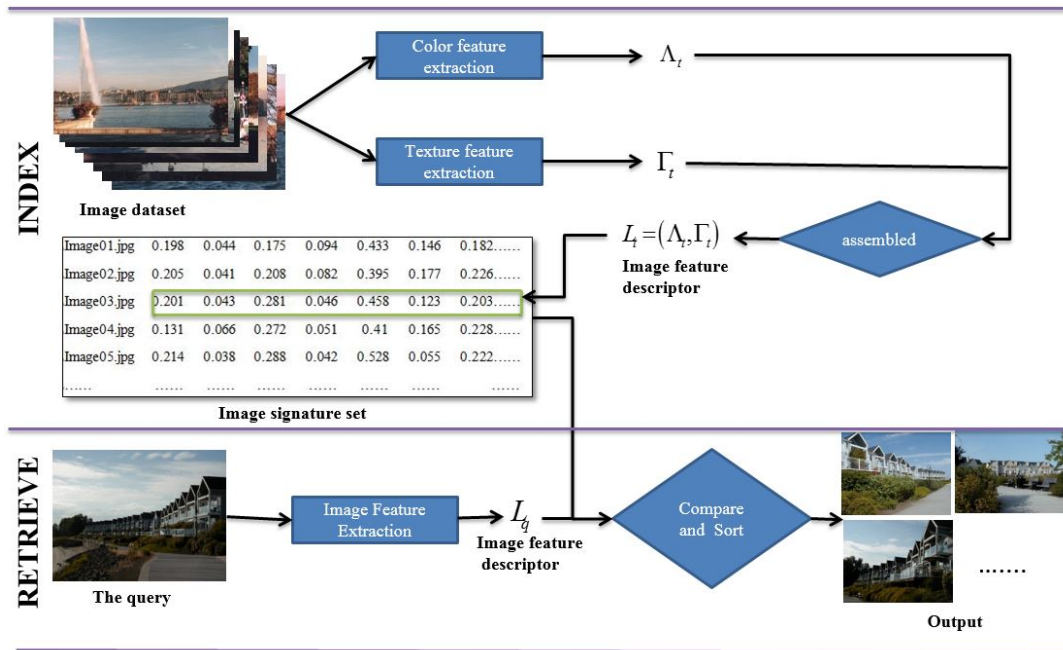 INDEX
Color feature
extraction
Λt
Texture feature
extraction
Γt
Image dataset
assembled
Lt=(Λt,Γt)
Image feature
descriptor
Image01.jpg 0.198 0.044 0.175 0.094 0.433 0.146 0.182......
Image02.jpg 0.205 0.041 0.208 0.082 0.395 0.177 0.226......
Image03.jpg 0.201 0.043 0.281 0.046 0.458 0.123 0.203......
Image04.jpg 0.131 0.066 0.272 0.051 0.41 0.165 0.228......
Image05.jpg 0.214 0.038 0.288 0.042 0.528 0.055 0.222......
...... ...... ...... ...... ...... ...... ...... ......
Image signature set
RETRIEVE
The query
Image Feature
Extraction
Lq
Image feature
descriptor
Compare
and Sort
.......
Output